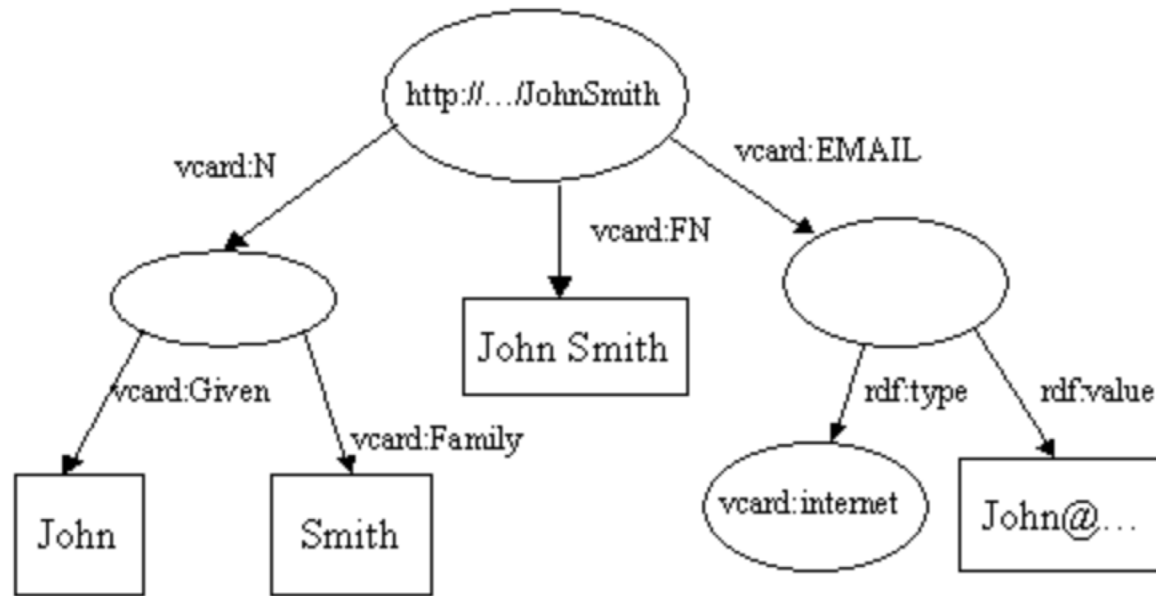 http://.../JohnSmith
vcard:N
vcard:EMAIL
vcard:FN
John Smith
vcard:Given
rdf:type
rdf:value
vcard:Family
vcard:internet
John@...
John
Smith